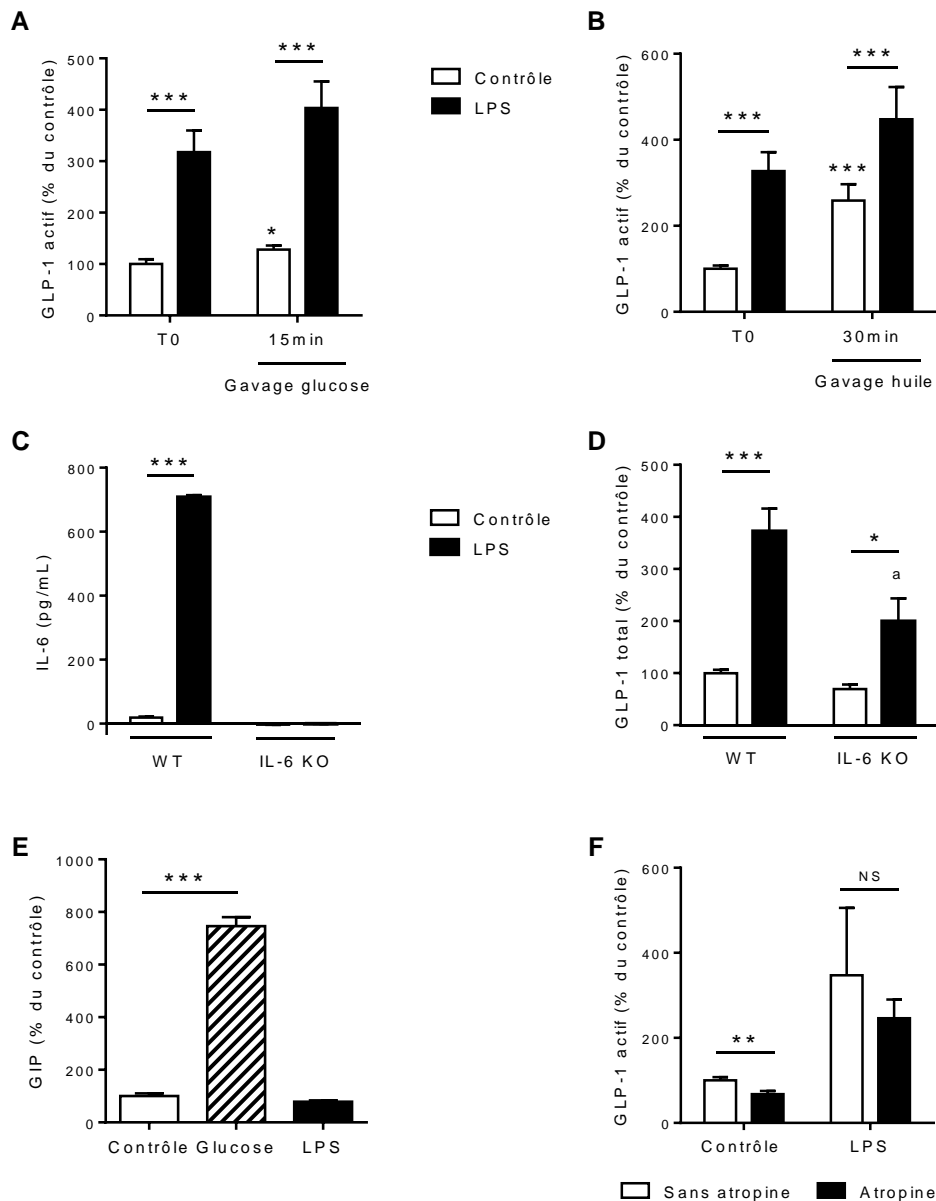 A
GLP-1 actif (% du contrôle)
500
400
300
200
100
0
***
***
*
T0
15min
Gavage glucose
Contrôle
LPS
B
GLP-1 actif (% du contrôle)
600
400
200
0
***
***
***
T0
30min
Gavage huile
C
IL-6 (pg/mL)
800
600
400
200
0
***
WT
IL-6 KO
Contrôle
LPS
D
GLP-1 total (% du contrôle)
500
400
300
200
100
0
***
*
a
WT
IL-6 KO
E
GIP (% du contrôle)
1000
800
600
400
200
0
***
Contrôle
Glucose
LPS
F
GLP-1 actif (% du contrôle)
600
400
200
0
**
NS
Contrôle
LPS
Sans atropine
Atropine